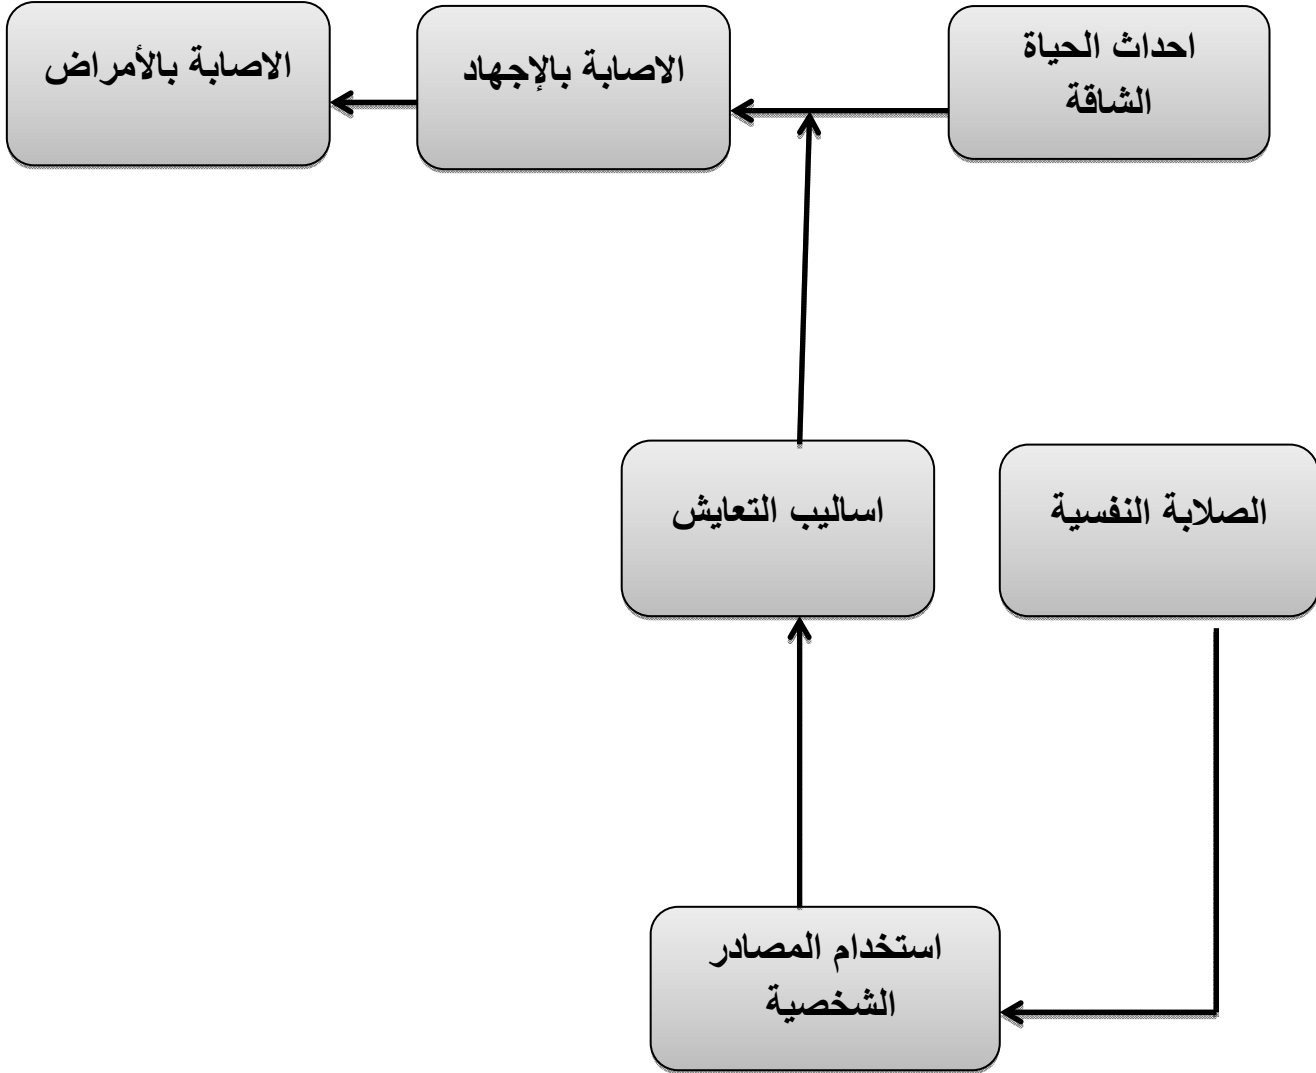 احداث الحياة
الشاقة
الاصابة بالإجهاد
الاصابة بالأمراض
الصلابة النفسية
اساليب التعايش
استخدام المصادر
الشخصية